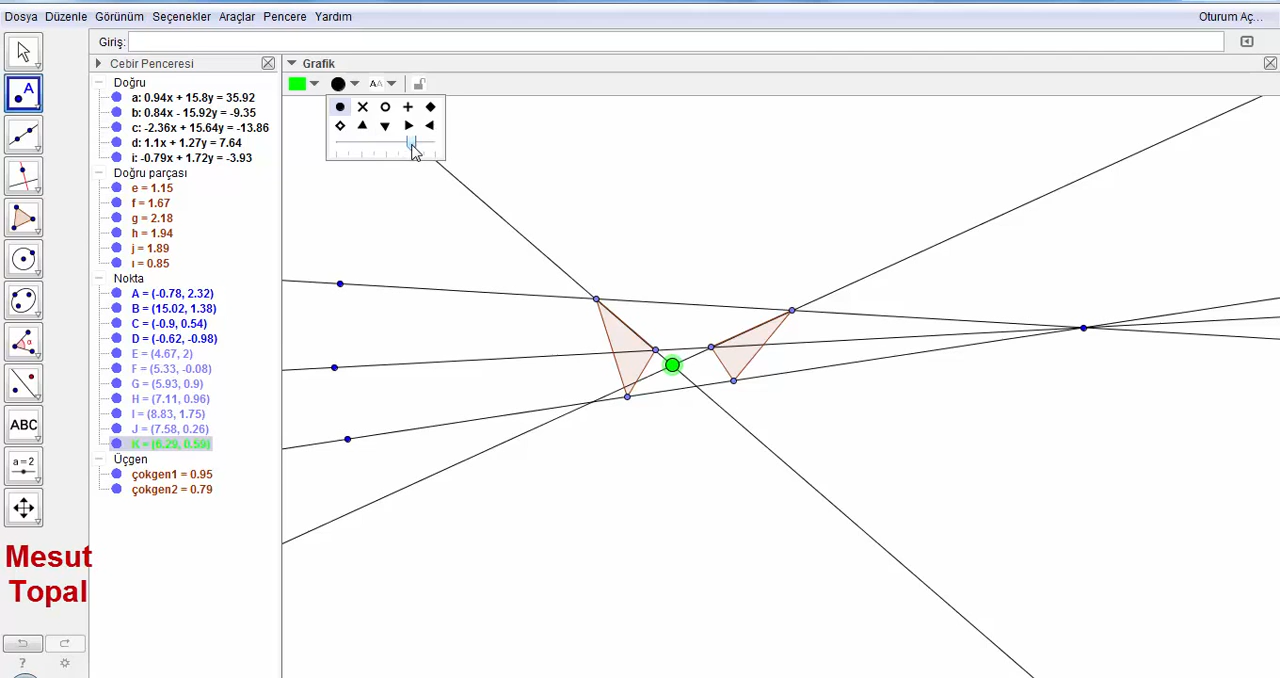 Dosya Düzenle Görünüm Seçenekler Araçlar Pencere Yardım Oturum Aç...
Giriş:
Cebir Penceresi
Grafik
Doğru
a: 0.94x + 15.8y = 35.92
b: 0.84x - 15.92y = -9.35
c: -2.36x + 15.64y = -13.86
d: 1.1x + 1.27y = 7.64
i: -0.79x + 1.72y = -3.93
Doğru parçası
e = 1.15
f = 1.67
g = 2.18
h = 1.94
j = 1.89
ı = 0.85
Nokta
A = (-0.78, 2.32)
B = (15.02, 1.38)
C = (-0.9, 0.54)
D = (-0.62, -0.98)
E = (4.67, 2)
F = (5.33, -0.08)
G = (5.93, 0.9)
H = (7.11, 0.96)
I = (8.83, 1.75)
J = (7.58, 0.26)
K = (6.29, 0.59)
Üçgen
çokgen1 = 0.95
çokgen2 = 0.79
A
α
ABC
a = 2
AA
Mesut
Topal
?